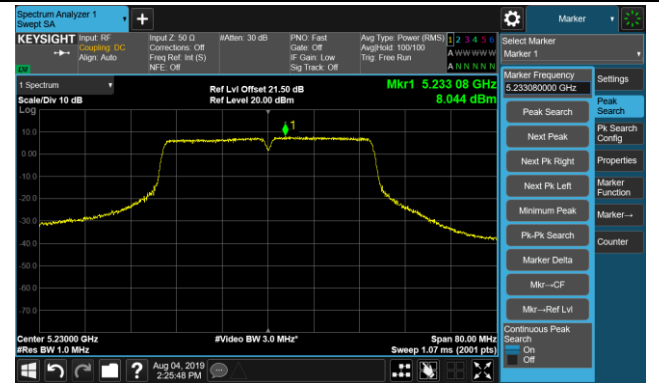 Spectrum Analyzer 1
Swept SA
+
Marker
KEYSIGHT Input: RF
Coupling: DC
Align: Auto
Input Z: 50 Ω
Corrections: Off
Freq Ref: Int (S)
NFE: Off
#Atten: 30 dB
PNO: Fast
Gate: Off
IF Gain: Low
Sig Track: Off
Avg Type: Power (RMS)
Avg|Hold: 100/100
Trig: Free Run
1 2 3 4 5 6
A W W W W W
A N N N N N
LXI
Select Marker
Marker 1
1 Spectrum
Scale/Div 10 dB
Log
Ref Lvl Offset 21.50 dB
Ref Level 20.00 dBm
Mkr1 5.233 08 GHz
8.044 dBm
1
10.0
0.00
-10.0
-20.0
-30.0
-40.0
-50.0
-60.0
-70.0
Center 5.23000 GHz
#Res BW 1.0 MHz
#Video BW 3.0 MHz*
Span 80.00 MHz
Sweep 1.07 ms (2001 pts)
Marker Frequency
5.233080000 GHz
Peak Search
Next Peak
Next Pk Right
Next Pk Left
Minimum Peak
Pk-Pk Search
Marker Delta
Mkr→CF
Mkr→Ref Lvl
Continuous Peak
Search
On
Off
Settings
Peak
Search
Pk Search
Config
Properties
Marker
Function
Marker→
Counter
?
Aug 04, 2019
2:25:48 PM